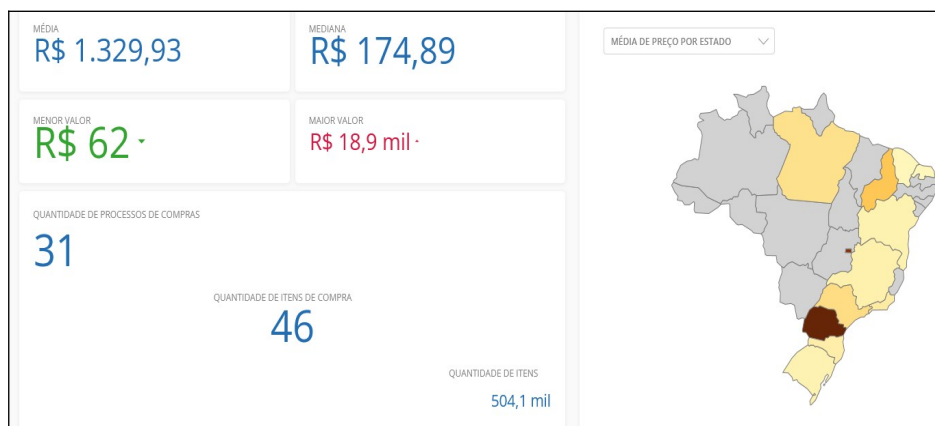 MÉDIA
R$ 1.329,93
MEDIANA
R$ 174,89
MENOR VALOR
R$ 62
MAIOR VALOR
R$ 18,9 mil
QUANTIDADE DE PROCESSOS DE COMPRAS
31
QUANTIDADE DE ITENS DE COMPRA
46
QUANTIDADE DE ITENS
504,1 mil
MÉDIA DE PREÇO POR ESTADO